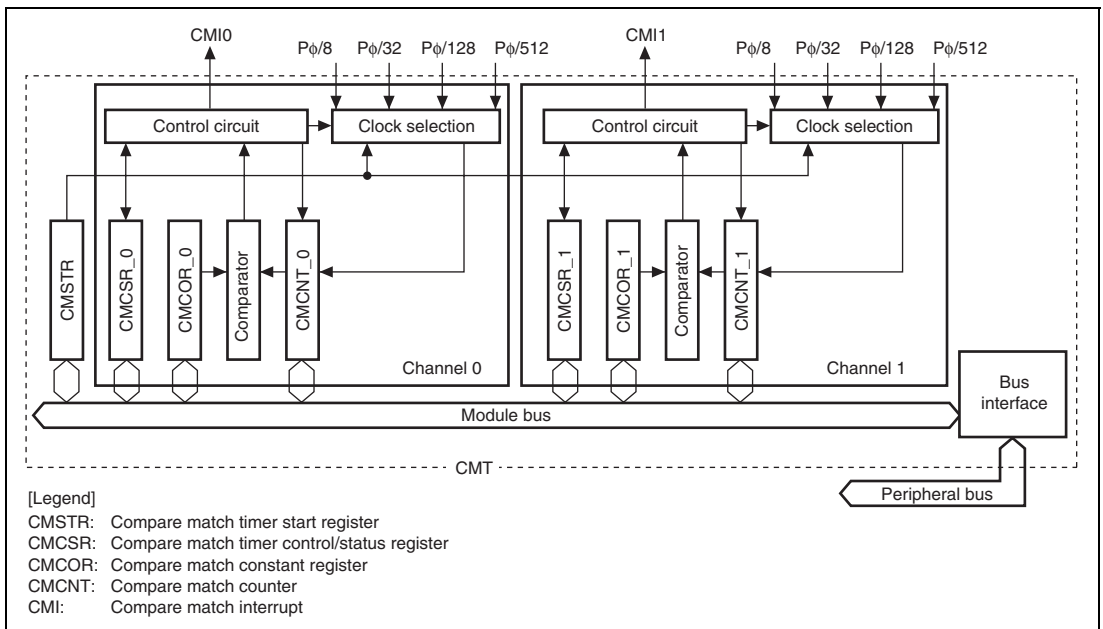 CMI0 Pφ/8 Pφ/32 Pφ/128 Pφ/512 CMI1 Pφ/8 Pφ/32 Pφ/128 Pφ/512
Control circuit Clock selection Control circuit Clock selection
CMSTR CMCSR_0 CMCOR_0 Comparator CMCNT_0 CMCSR_1 CMCOR_1 Comparator CMCNT_1
Channel 0 Channel 1
Bus
interface
Module bus
CMT
Peripheral bus
[Legend]
CMSTR: Compare match timer start register
CMCSR: Compare match timer control/status register
CMCOR: Compare match constant register
CMCNT: Compare match counter
CMI: Compare match interrupt